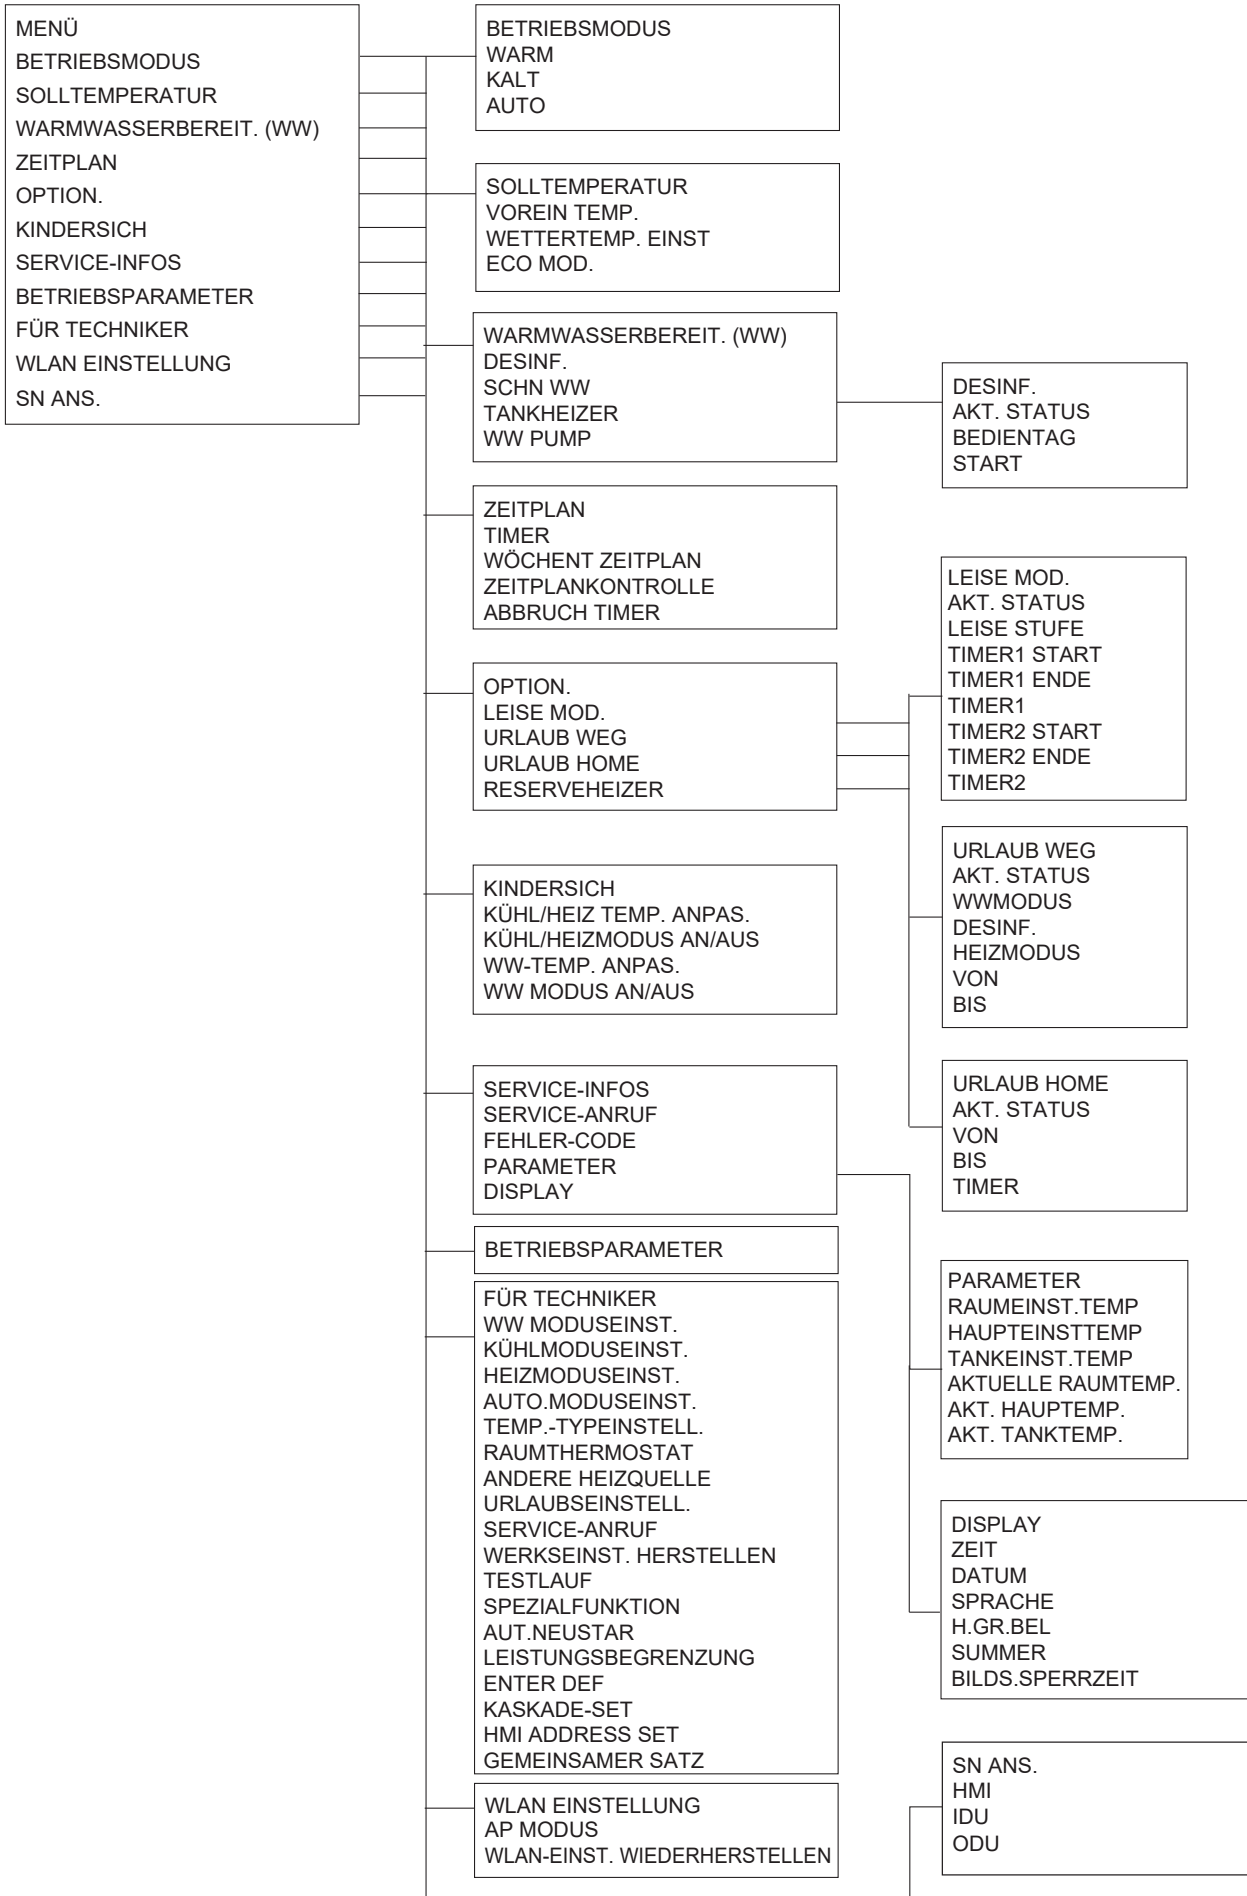 MENÜ
BETRIEBSMODUS
SOLLTEMPERATUR
WARMWASSERBEREIT. (WW)
ZEITPLAN
OPTION.
KINDERSICH
SERVICE-INFOS
BETRIEBSPARAMETER
FÜR TECHNIKER
WLAN EINSTELLUNG
SN ANS.
BETRIEBSMODUS
WARM
KALT
AUTO
SOLLTEMPERATUR
VOREIN TEMP.
WETTERTEMP. EINST
ECO MOD.
WARMWASSERBEREIT. (WW)
DESINF.
SCHN WW
TANKHEIZER
WW PUMP
ZEITPLAN
TIMER
WÖCHENT ZEITPLAN
ZEITPLANKONTROLLE
ABBRUCH TIMER
OPTION.
LEISE MOD.
URLAUB WEG
URLAUB HOME
RESERVEHEIZER
KINDERSICH
KÜHL/HEIZ TEMP. ANPAS.
KÜHL/HEIZMODUS AN/AUS
WW-TEMP. ANPAS.
WW MODUS AN/AUS
SERVICE-INFOS
SERVICE-ANRUF
FEHLER-CODE
PARAMETER
DISPLAY
BETRIEBSPARAMETER
FÜR TECHNIKER
WW MODUSEINST.
KÜHLMODUSEINST.
HEIZMODUSEINST.
AUTO.MODUSEINST.
TEMP.-TYPEINSTELL.
RAUMTHERMOSTAT
ANDERE HEIZQUELLE
URLAUBSEINSTELL.
SERVICE-ANRUF
WERKSEINST. HERSTELLEN
TESTLAUF
SPEZIALFUNKTION
AUT.NEUSTAR
LEISTUNGSBEGRENZUNG
ENTER DEF
KASKADE-SET
HMI ADDRESS SET
GEMEINSAMER SATZ
WLAN EINSTELLUNG
AP MODUS
WLAN-EINST. WIEDERHERSTELLEN
DESINF.
AKT. STATUS
BEDIENTAG
START
LEISE MOD.
AKT. STATUS
LEISE STUFE
TIMER1 START
TIMER1 ENDE
TIMER1
TIMER2 START
TIMER2 ENDE
TIMER2
URLAUB WEG
AKT. STATUS
WWMODUS
DESINF.
HEIZMODUS
VON
BIS
URLAUB HOME
AKT. STATUS
VON
BIS
TIMER
PARAMETER
RAUMEINST.TEMP
HAUPTEINSTTEMP
TANKEINST.TEMP
AKTUELLE RAUMTEMP.
AKT. HAUPTEMP.
AKT. TANKTEMP.
DISPLAY
ZEIT
DATUM
SPRACHE
H.GR.BEL
SUMMER
BILDS.SPERRZEIT
SN ANS.
HMI
IDU
ODU